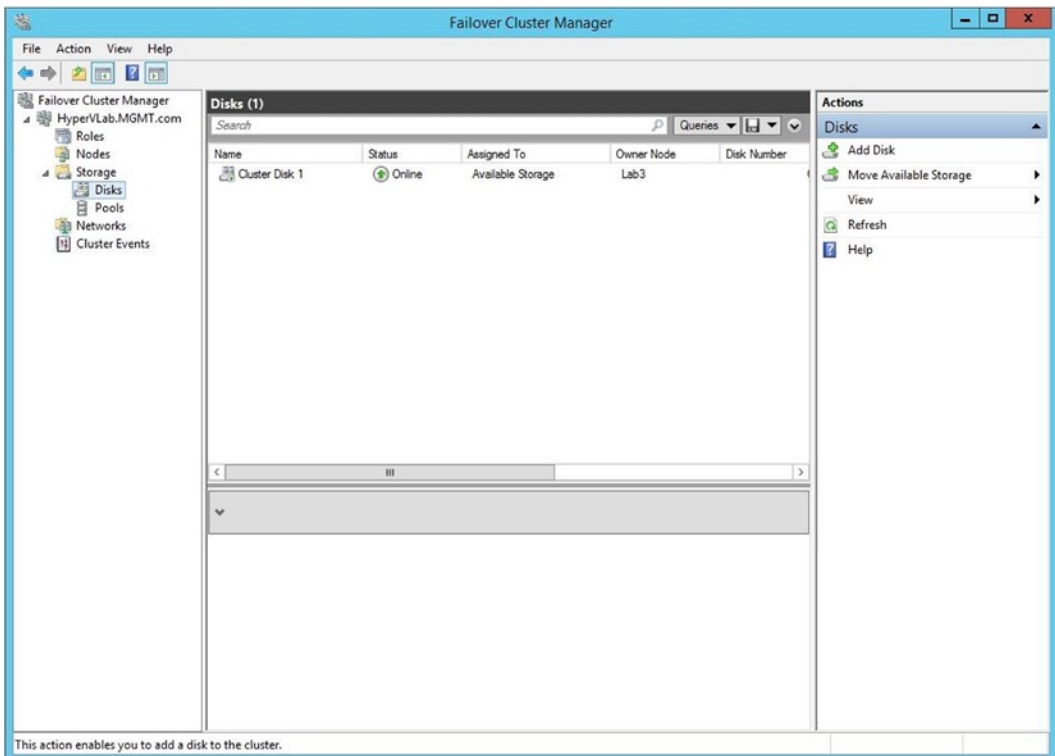 Failover Cluster Manager
File Action View Help
Failover Cluster Manager
HyperVLab.MGMT.com
Roles
Nodes
Storage
Disks
Pools
Networks
Cluster Events
Disks (1)
Search
Queries
Name Status Assigned To Owner Node Disk Number
Cluster Disk 1 Online Available Storage Lab3
Actions
Disks
Add Disk
Move Available Storage
View
Refresh
Help
This action enables you to add a disk to the cluster.